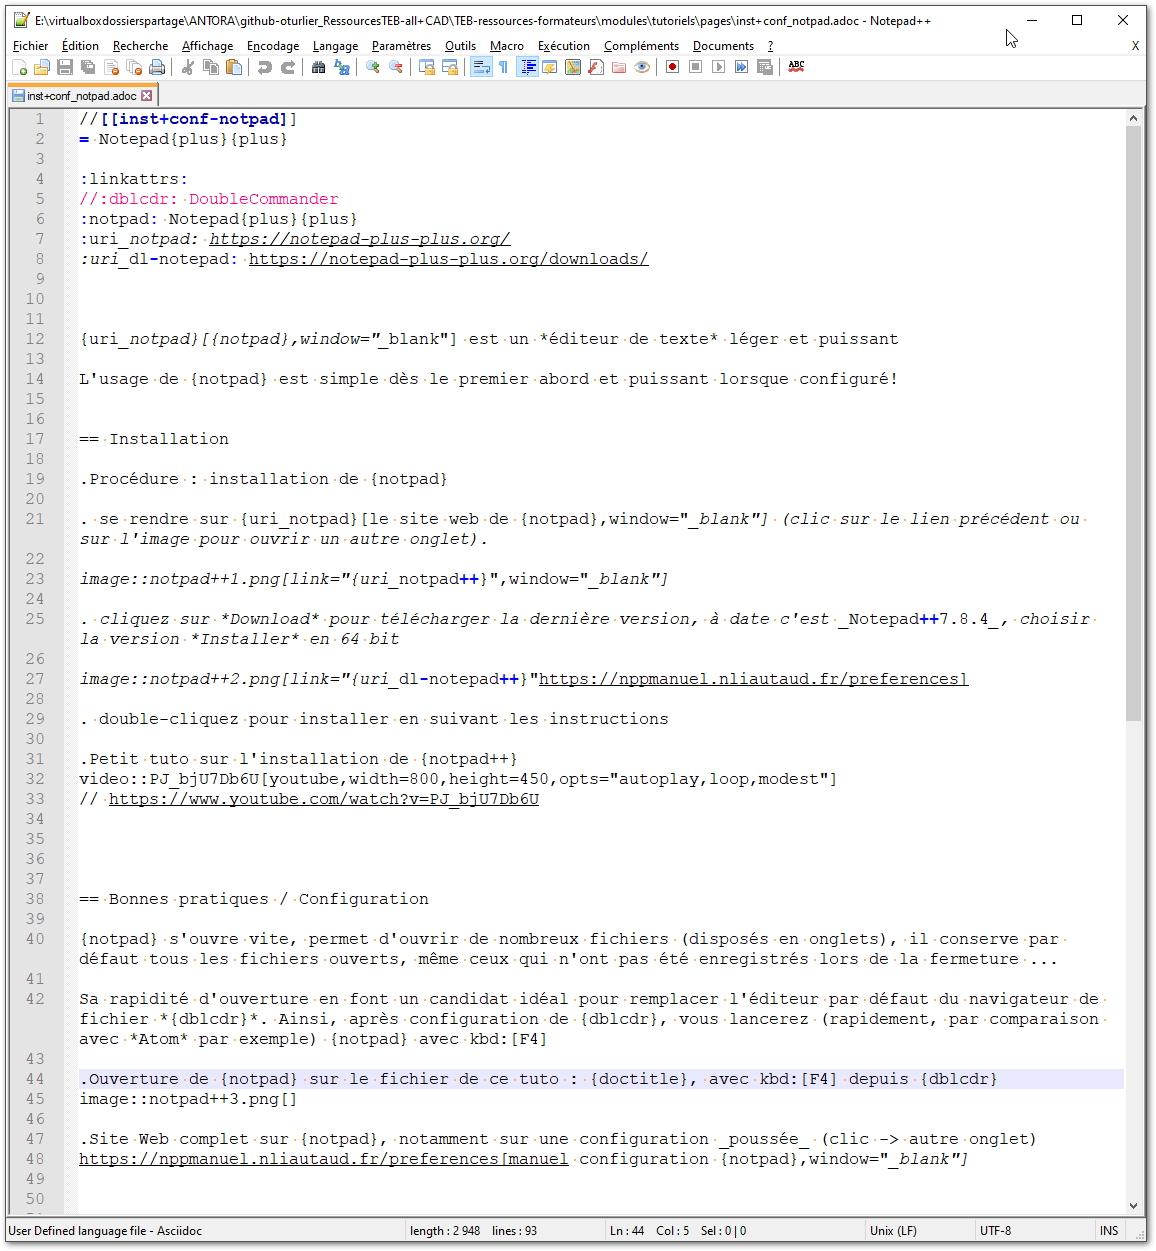 E:\virtualboxdossierspartage\ANTORA\github-oturlier_RessourcesTEB-all+CAD\TEB-ressources-formateurs\modules\tutoriels\pages\inst+conf_notpad.adoc - Notepad++
Fichier Édition Recherche Affichage Encodage Langage Paramètres Outils Macro Exécution Compléments Documents ? X
ABC
inst+conf_notpad.adoc
1 //[[inst+conf-notpad]]
2 = Notepad{plus}{plus}
3
4 :linkattrs:
5 //:dblcdr: DoubleCommander
6 :notpad: Notepad{plus}{plus}
7 :uri_notpad: https://notepad-plus-plus.org/
8 :uri_dl-notepad: https://notepad-plus-plus.org/downloads/
9
10
11
12 {uri_notpad}[{notpad},window="_blank"] est un *éditeur de texte* léger et puissant
13
14 L'usage de {notpad} est simple dès le premier abord et puissant lorsque configuré!
15
16
17 == Installation
18
19 .Procédure : installation de {notpad}
20
21 . se rendre sur {uri_notpad}[le site web de {notpad},window="_blank"] (clic sur le lien précédent ou
sur l'image pour ouvrir un autre onglet).
22
23 image::notpad++1.png[link="{uri_notpad++}",window="_blank"]
24
25 . cliquez sur *Download* pour télécharger la dernière version, à date c'est _Notepad++7.8.4_, choisir
la version *Installer* en 64 bit
26
27 image::notpad++2.png[link="{uri_dl-notepad++}"https://nppmanuel.nliautaud.fr/preferences]
28
29 . double-cliquez pour installer en suivant les instructions
30
31 .Petit tuto sur l'installation de {notpad++}
32 video::PJ_bjU7Db6U[youtube,width=800,height=450,opts="autoplay,loop,modest"]
33 // https://www.youtube.com/watch?v=PJ_bjU7Db6U
34
35
36
37
38 == Bonnes pratiques / Configuration
39
40 {notpad} s'ouvre vite, permet d'ouvrir de nombreux fichiers (disposés en onglets), il conserve par
défaut tous les fichiers ouverts, même ceux qui n'ont pas été enregistrés lors de la fermeture ...
41
42 Sa rapidité d'ouverture en font un candidat idéal pour remplacer l'éditeur par défaut du navigateur de
fichier *{dblcdr}*. Ainsi, après configuration de {dblcdr}, vous lancerez (rapidement, par comparaison
avec *Atom* par exemple) {notpad} avec kbd:[F4]
43
44 .Ouverture de {notpad} sur le fichier de ce tuto : {doctitle}, avec kbd:[F4] depuis {dblcdr}
45 image::notpad++3.png[]
46
47 .Site Web complet sur {notpad}, notamment sur une configuration _poussée_ (clic -> autre onglet)
48 https://nppmanuel.nliautaud.fr/preferences[manuel configuration {notpad},window="_blank"]
49
50
User Defined language file - Asciidoc length : 2 948 lines : 93 Ln : 44 Col : 5 Sel : 0 | 0 Unix (LF) UTF-8 INS